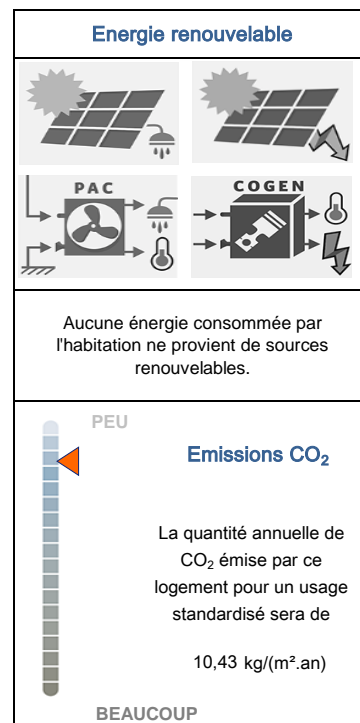 Energie renouvelable
PAC
COGEN
Aucune énergie consommée par
l'habitation ne provient de sources
renouvelables.
PEU
Emissions CO₂
La quantité annuelle de
CO₂ émise par ce
logement pour un usage
standardisé sera de
10,43 kg/(m².an)
BEAUCOUP